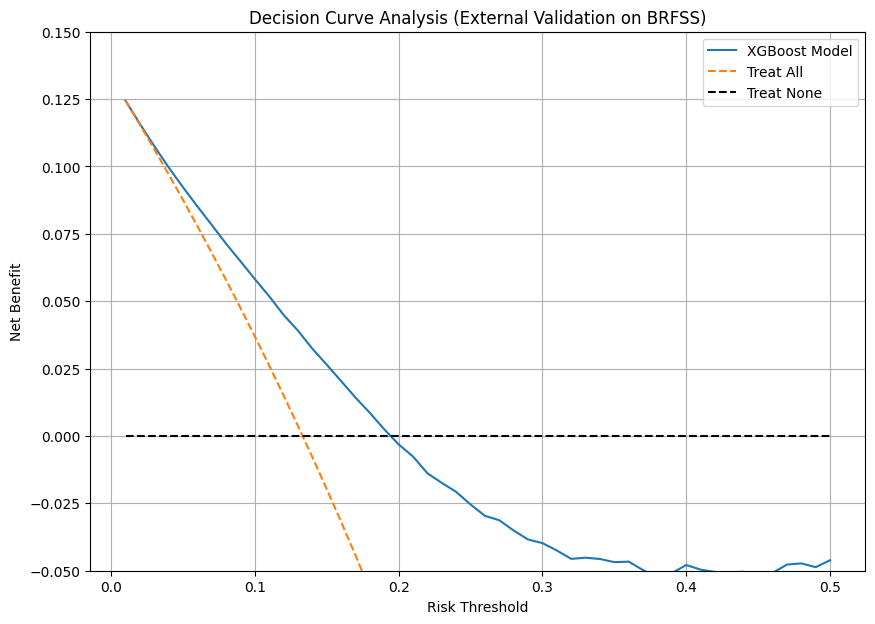 Decision Curve Analysis (External Validation on BRFSS)
XGBoost Model
Treat All
Treat None
Net Benefit
0.150
0.125
0.100
0.075
0.050
0.025
0.000
−0.025
−0.050
0.0 0.1 0.2 0.3 0.4 0.5
Risk Threshold